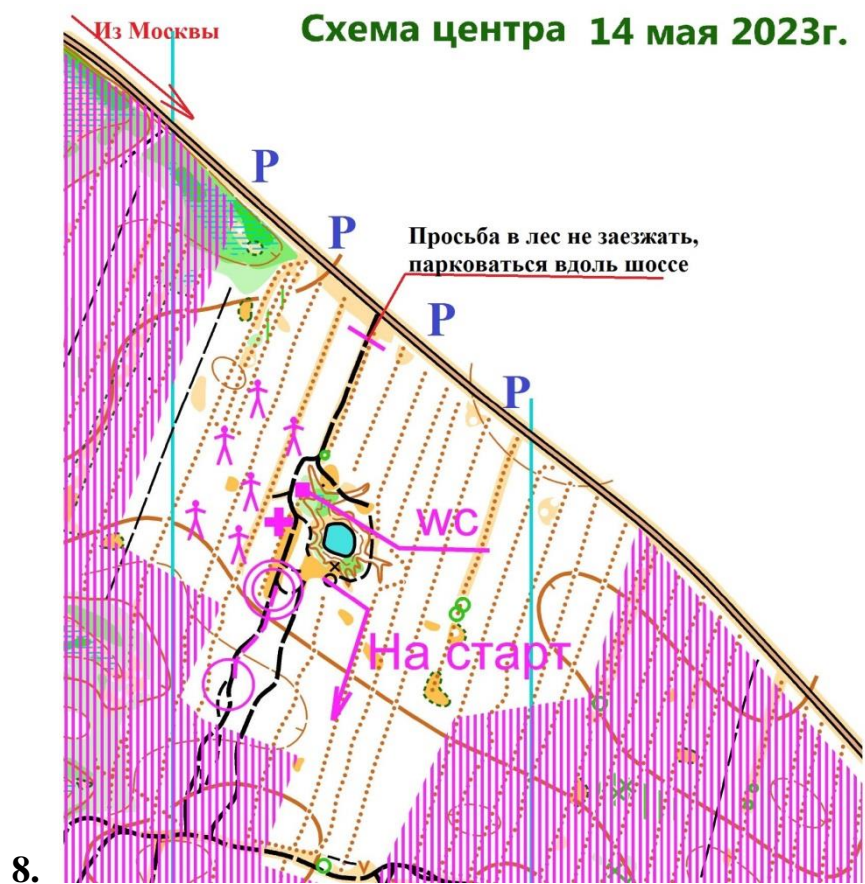 Схема центра 14 мая 2023г.
Из Москвы
P
P
Просьба в лес не заезжать,
парковаться вдоль шоссе
P
P
WC
На старт
8.